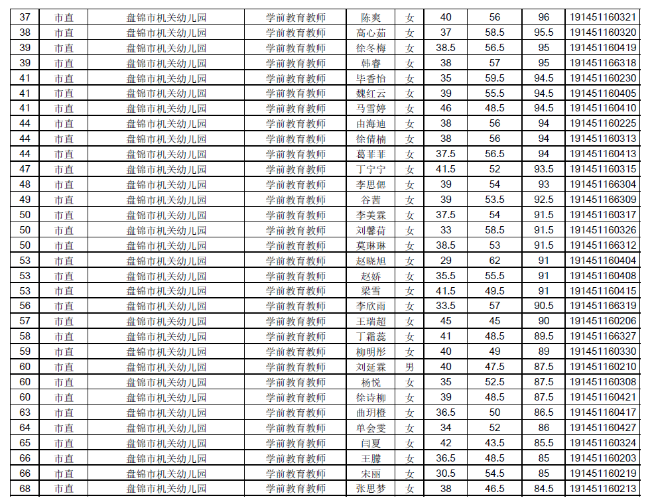 37 市直 盘锦市机关幼儿园 学前教育教师 陈爽 女 40 56 96 191451160321
38 市直 盘锦市机关幼儿园 学前教育教师 高心茹 女 37 58.5 95.5 191451160320
39 市直 盘锦市机关幼儿园 学前教育教师 徐冬梅 女 38.5 56.5 95 191451160419
39 市直 盘锦市机关幼儿园 学前教育教师 韩睿 女 38 57 95 191451166318
41 市直 盘锦市机关幼儿园 学前教育教师 毕香怡 女 35 59.5 94.5 191451160230
41 市直 盘锦市机关幼儿园 学前教育教师 魏红云 女 39 55.5 94.5 191451160405
41 市直 盘锦市机关幼儿园 学前教育教师 马雪婷 女 46 48.5 94.5 191451160410
44 市直 盘锦市机关幼儿园 学前教育教师 由海迪 女 38 56 94 191451160225
44 市直 盘锦市机关幼儿园 学前教育教师 徐倩楠 女 38 56 94 191451160313
44 市直 盘锦市机关幼儿园 学前教育教师 葛菲菲 女 37.5 56.5 94 191451160413
47 市直 盘锦市机关幼儿园 学前教育教师 丁宁宁 女 41.5 52 93.5 191451160315
48 市直 盘锦市机关幼儿园 学前教育教师 李思偲 女 39 54 93 191451166304
49 市直 盘锦市机关幼儿园 学前教育教师 谷茜 女 39 53.5 92.5 191451166309
50 市直 盘锦市机关幼儿园 学前教育教师 李美霖 女 37.5 54 91.5 191451160317
50 市直 盘锦市机关幼儿园 学前教育教师 刘馨荷 女 33 58.5 91.5 191451160326
50 市直 盘锦市机关幼儿园 学前教育教师 莫琳琳 女 38.5 53 91.5 191451166312
53 市直 盘锦市机关幼儿园 学前教育教师 赵晓旭 女 29 62 91 191451160404
53 市直 盘锦市机关幼儿园 学前教育教师 赵娇 女 35.5 55.5 91 191451160408
53 市直 盘锦市机关幼儿园 学前教育教师 梁雪 女 41.5 49.5 91 191451160415
56 市直 盘锦市机关幼儿园 学前教育教师 李欣雨 女 33.5 57 90.5 191451166319
57 市直 盘锦市机关幼儿园 学前教育教师 王瑞超 女 45 45 90 191451160206
58 市直 盘锦市机关幼儿园 学前教育教师 丁霜蕊 女 41 48.5 89.5 191451166327
59 市直 盘锦市机关幼儿园 学前教育教师 柳明彤 女 40 49 89 191451160330
60 市直 盘锦市机关幼儿园 学前教育教师 刘延霖 男 40 47.5 87.5 191451160210
60 市直 盘锦市机关幼儿园 学前教育教师 杨悦 女 35 52.5 87.5 191451160308
60 市直 盘锦市机关幼儿园 学前教育教师 徐诗柳 女 39 48.5 87.5 191451160421
63 市直 盘锦市机关幼儿园 学前教育教师 曲玥橙 女 36.5 50 86.5 191451160417
64 市直 盘锦市机关幼儿园 学前教育教师 单会雯 女 34 52 86 191451160427
65 市直 盘锦市机关幼儿园 学前教育教师 闫夏 女 42 43.5 85.5 191451160324
66 市直 盘锦市机关幼儿园 学前教育教师 王朦 女 36.5 48.5 85 191451160203
66 市直 盘锦市机关幼儿园 学前教育教师 宋丽 女 30.5 54.5 85 191451160219
68 市直 盘锦市机关幼儿园 学前教育教师 张思梦 女 38 46.5 84.5 191451160213